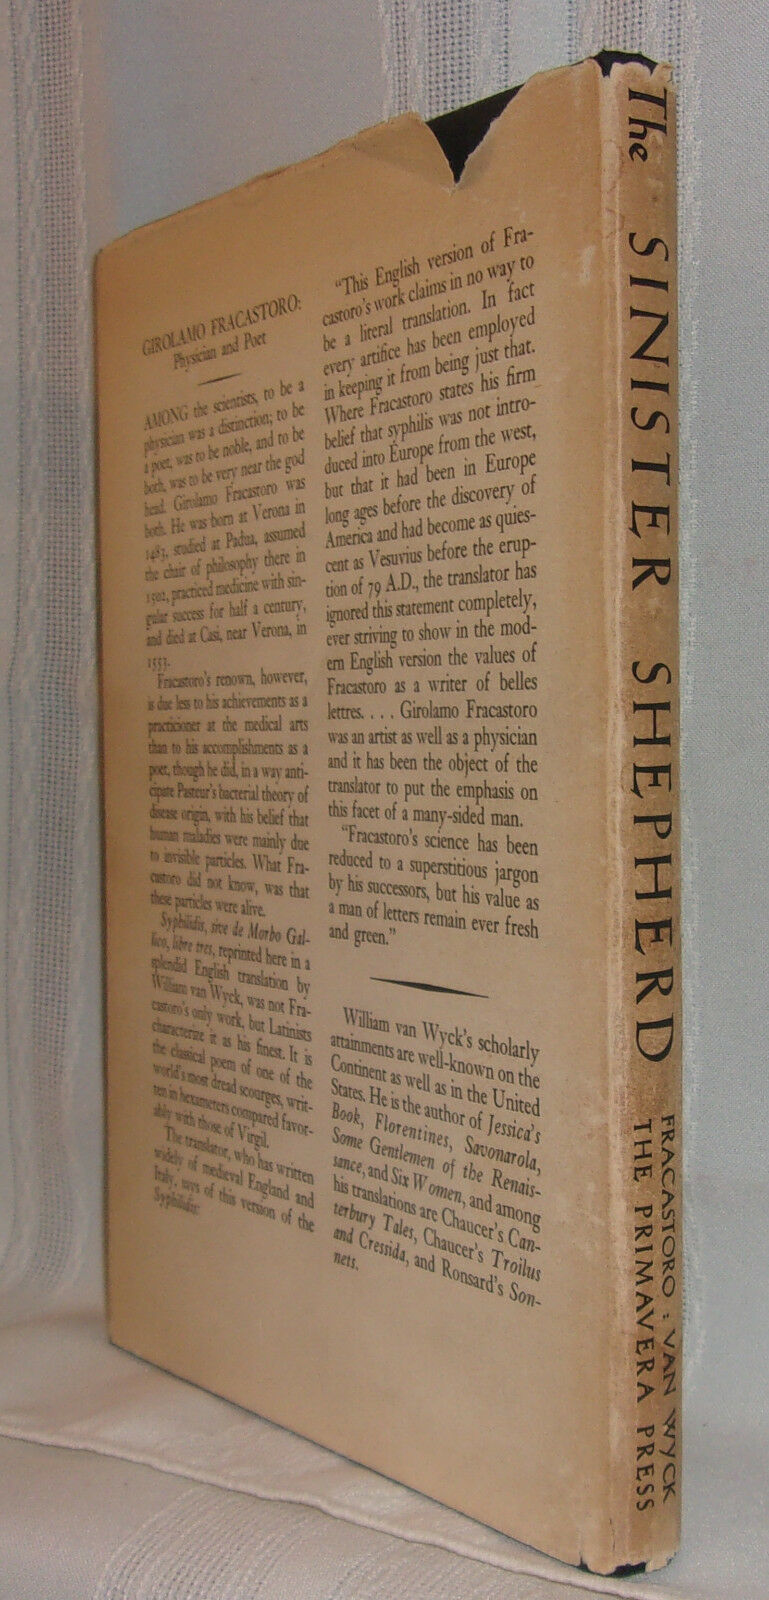 GIROLAMO FRACASTORO:
Physician and Poet
AMONG the scientists, to be a
physician was a distinction; to be
a poet, was to be noble, and to be
both, was to be very near the god
head. Girolamo Fracastoro was
both. He was born at Verona in
1483, studied at Padua, assumed
the chair of philosophy there in
1502, practiced medicine with sin-
gular success for half a century,
and died at Casi, near Verona, in
1553.
Fracastoro's renown, however,
is due less to his achievements as a
practicioner at the medical arts
than to his accomplishments as a
poet, though he did, in a way anti-
cipate Pasteur's bacterial theory of
disease origin, with his belief that
human maladies were mainly due
to invisible particles. What Fra-
castoro did not know, was that
these particles were alive.
Syphilidis, sive de Morbo Gal-
lico, libre tres, reprinted here in a
splendid English translation by
William van Wyck, was not Fra-
castoro's only work, but Latinists
characterize it as his finest. It is
the classical poem of one of the
world's most dread scourges, writ-
ten in hexameters compared favor-
ably with those of Virgil.
The translator, who has written
widely of medieval England and
Italy, says of this version of the
Syphilidis:
"This English version of Fra-
castoro's work claims in no way to
be a literal translation. In fact
every artifice has been employed
in keeping it from being just that.
Where Fracastoro states his firm
belief that syphilis was not intro-
duced into Europe from the west,
but that it had been in Europe
long ages before the discovery of
America and had become as quies-
cent as Vesuvius before the erup-
tion of 79 A.D., the translator has
ignored this statement completely,
ever striving to show in the mod-
ern English version the values of
Fracastoro as a writer of belles
lettres. . . . Girolamo Fracastoro
was an artist as well as a physician
and it has been the object of the
translator to put the emphasis on
this facet of a many-sided man.
"Fracastoro's science has been
reduced to a superstitious jargon
by his successors, but his value as
a man of letters remain ever fresh
and green."
William van Wyck's scholarly
attainments are well-known on the
Continent as well as in the United
States. He is the author of Jessica's
Book, Florentines, Savonarola,
Some Gentlemen of the Renais-
sance, and Six Women, and among
his translations are Chaucer's Can-
terbury Tales, Chaucer's Troilus
and Cressida, and Ronsard's Son-
nets.
The SINISTER SHEPHERD
FRACASTORO : VAN WYCK
THE PRIMAVERA PRESS